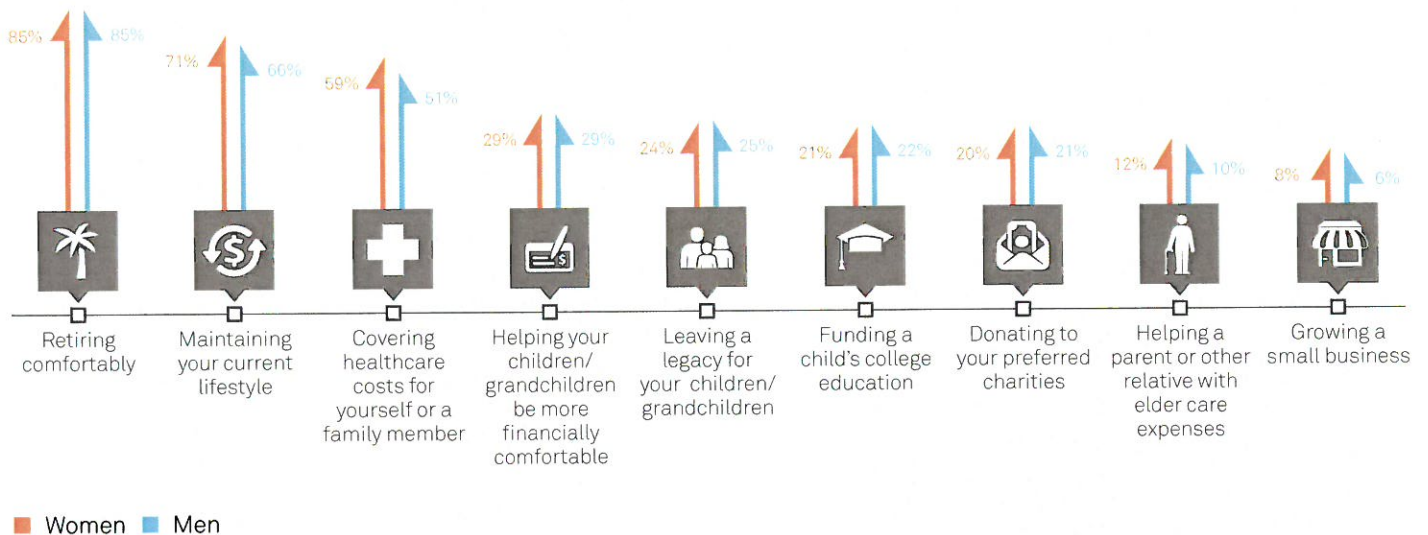 85% 85%
71% 66%
59% 51%
29% 29%
24% 25%
21% 22%
20% 21%
12% 10%
8% 6%
$
$
Retiring
comfortably
Maintaining
your current
lifestyle
Covering
healthcare
costs for
yourself or a
family member
Helping your
children/
grandchildren
be more
financially
comfortable
Leaving a
legacy for
your children/
grandchildren
Funding a
child's college
education
Donating to
your preferred
charities
Helping a
parent or other
relative with
elder care
expenses
Growing a
small business
Women Men